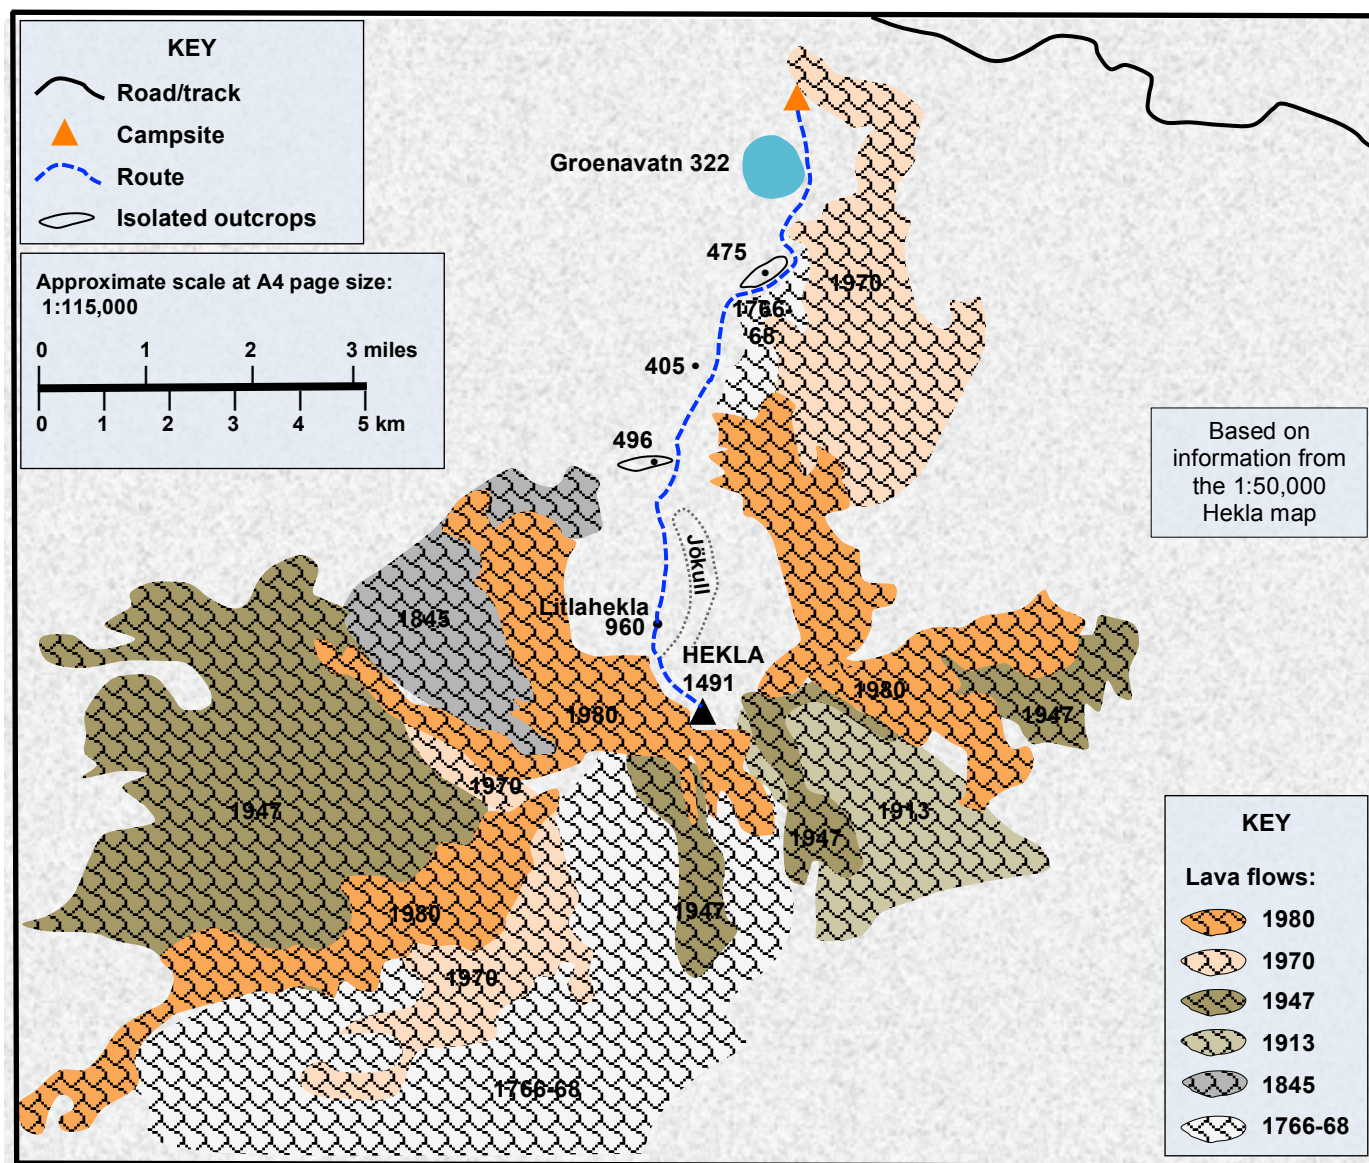 KEY
Road/track
Campsite
Route
Isolated outcrops
Approximate scale at A4 page size:
1:115,000
0 1 2 3 miles
0 1 2 3 4 5 km
Groenavatn 322
475
1970
1766-
68
405
496
Based on
information from
the 1:50,000
Hekla map
Jökull
Litlahekla
960
1845
HEKLA
1491
1980
1980
1947
1970
1947
1913
1947
1980
1947
1970
1766-68
KEY
Lava flows:
1980
1970
1947
1913
1845
1766-68